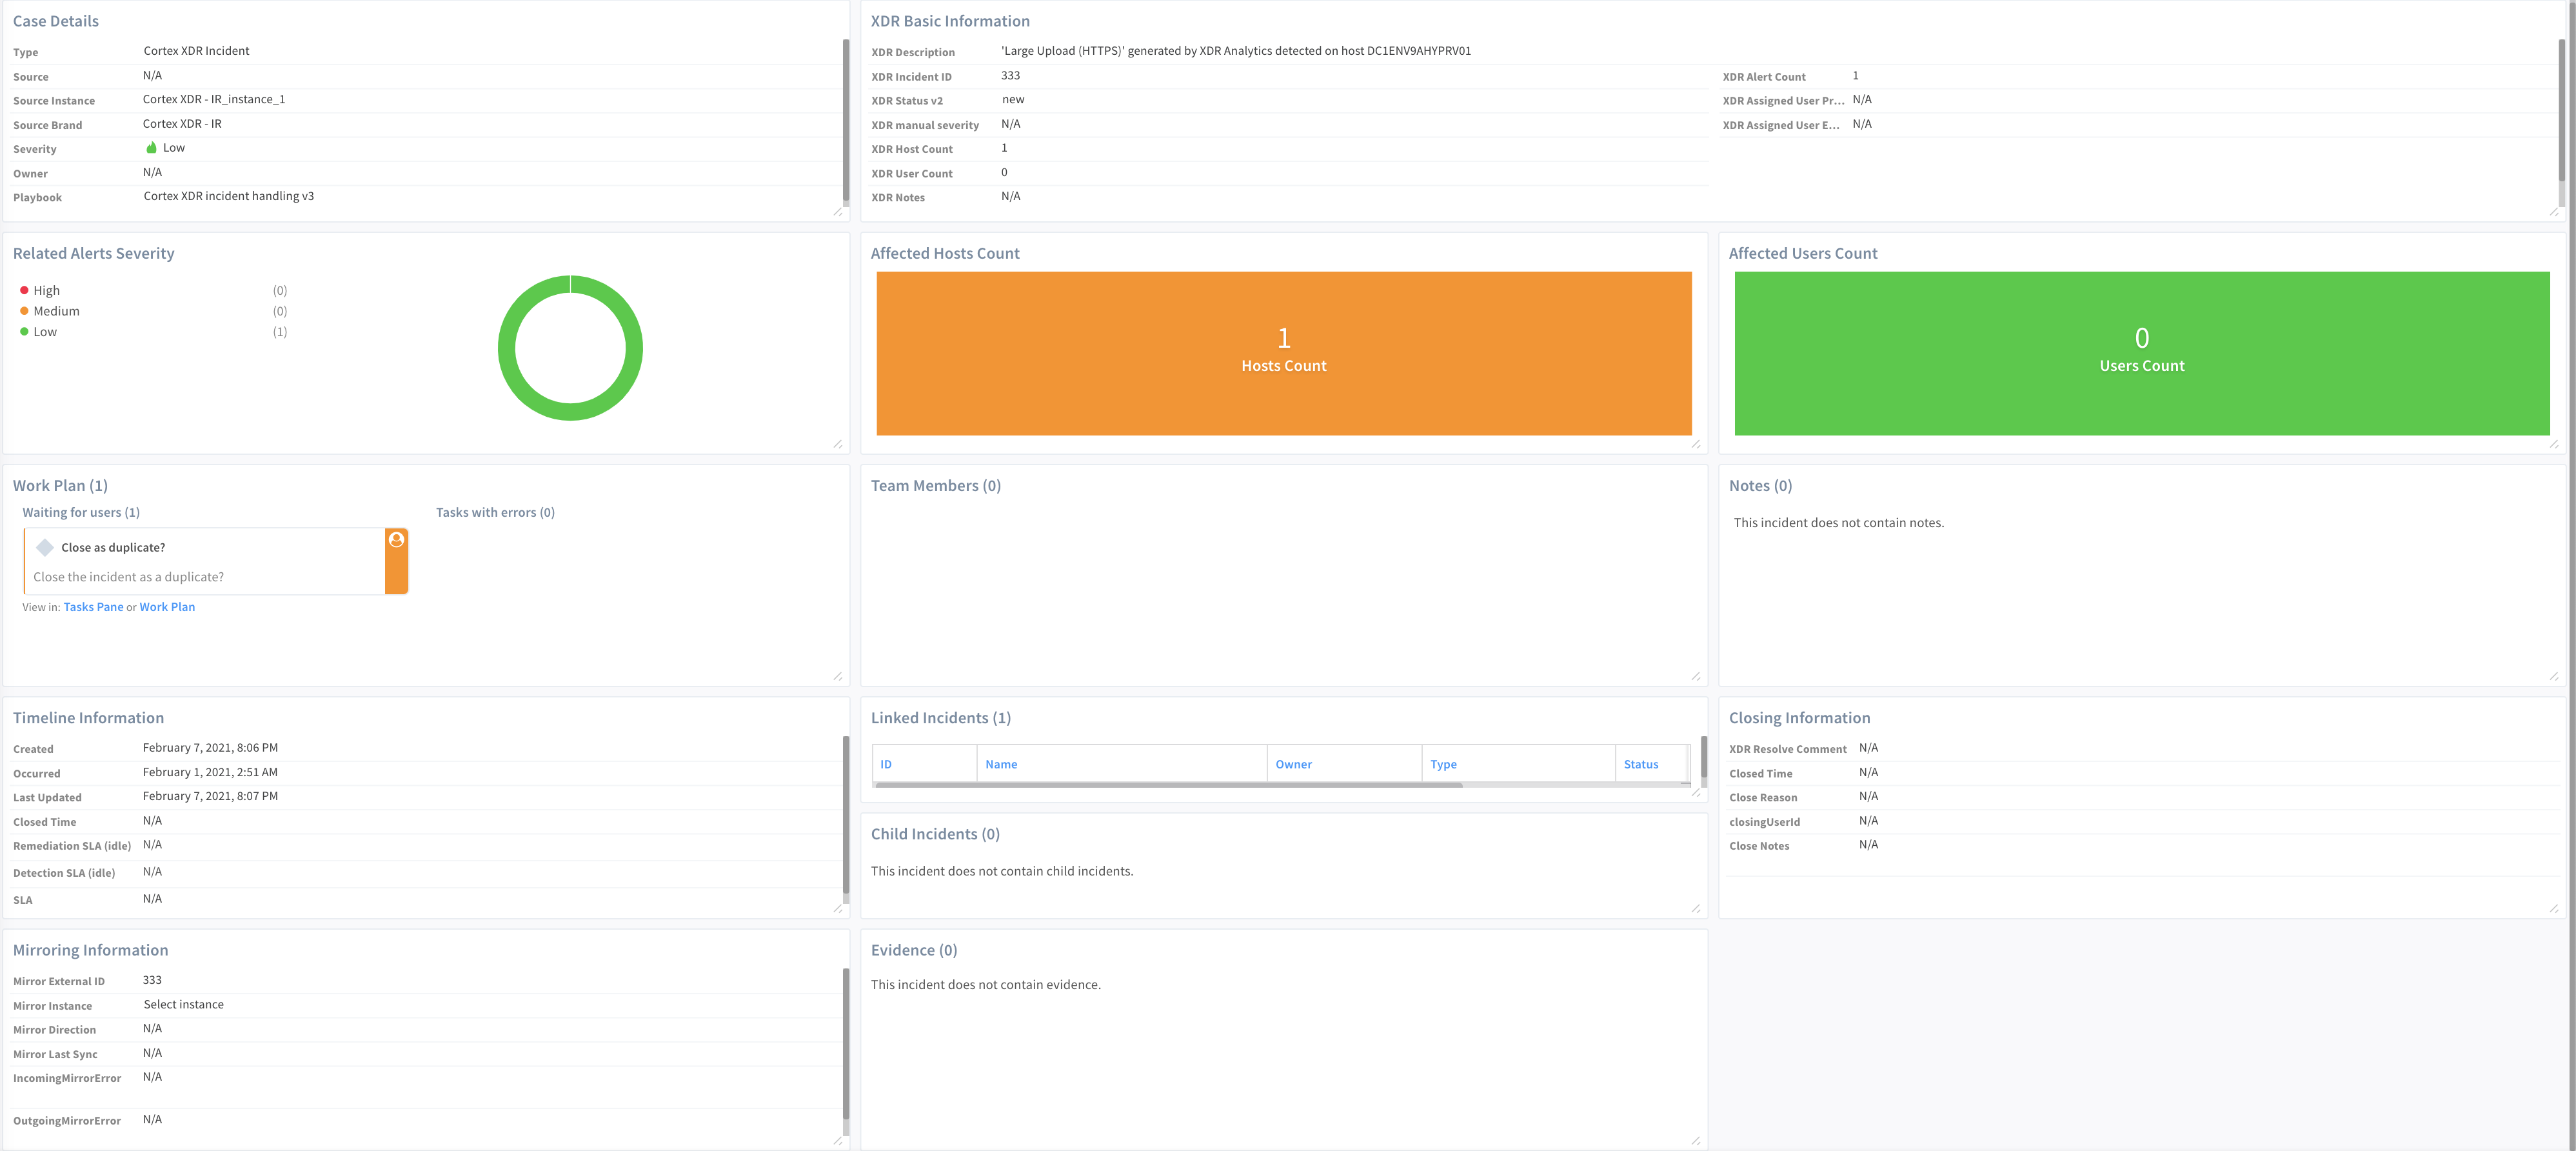 Case Details
Type Cortex XDR Incident
Source N/A
Source Instance Cortex XDR - IR_instance_1
Source Brand Cortex XDR - IR
Severity Low
Owner N/A
Playbook Cortex XDR incident handling v3
XDR Basic Information
XDR Description 'Large Upload (HTTPS)' generated by XDR Analytics detected on host DC1ENV9AHYPRV01
XDR Incident ID 333
XDR Status v2 new
XDR manual severity N/A
XDR Host Count 1
XDR User Count 0
XDR Notes N/A
XDR Alert Count 1
XDR Assigned User Pr... N/A
XDR Assigned User E... N/A
Related Alerts Severity
High (0)
Medium (0)
Low (1)
Affected Hosts Count
1
Hosts Count
Affected Users Count
0
Users Count
Work Plan (1)
Waiting for users (1)
Close as duplicate?
Close the incident as a duplicate?
View in: Tasks Pane or Work Plan
Tasks with errors (0)
Team Members (0)
Notes (0)
This incident does not contain notes.
Timeline Information
Created February 7, 2021, 8:06 PM
Occurred February 1, 2021, 2:51 AM
Last Updated February 7, 2021, 8:07 PM
Closed Time N/A
Remediation SLA (idle) N/A
Detection SLA (idle) N/A
SLA N/A
Linked Incidents (1)
ID Name Owner Type Status
Child Incidents (0)
This incident does not contain child incidents.
Closing Information
XDR Resolve Comment N/A
Closed Time N/A
Close Reason N/A
closingUserId N/A
Close Notes N/A
Mirroring Information
Mirror External ID 333
Mirror Instance Select instance
Mirror Direction N/A
Mirror Last Sync N/A
IncomingMirrorError N/A
OutgoingMirrorError N/A
Evidence (0)
This incident does not contain evidence.